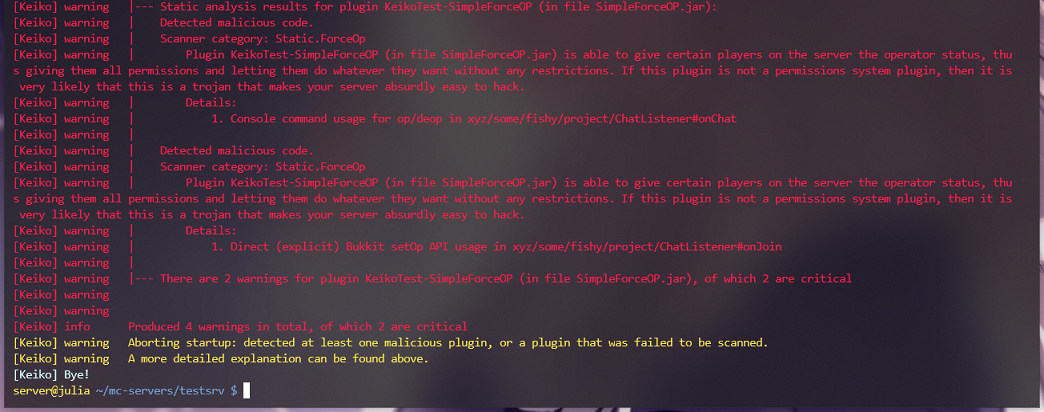 [Keiko] warning   |--- Static analysis results for plugin KeikoTest-SimpleForceOP (in file SimpleForceOP.jar):
[Keiko] warning   |    Detected malicious code.
[Keiko] warning   |    Scanner category: Static.ForceOp
[Keiko] warning   |        Plugin KeikoTest-SimpleForceOP (in file SimpleForceOP.jar) is able to give certain players on the server the operator status, thu
s giving them all permissions and letting them do whatever they want without any restrictions. If this plugin is not a permissions system plugin, then it is
 very likely that this is a trojan that makes your server absurdly easy to hack.
[Keiko] warning   |        Details:
[Keiko] warning   |            1. Console command usage for op/deop in xyz/some/fishy/project/ChatListener#onChat
[Keiko] warning   |
[Keiko] warning   |    Detected malicious code.
[Keiko] warning   |    Scanner category: Static.ForceOp
[Keiko] warning   |        Plugin KeikoTest-SimpleForceOP (in file SimpleForceOP.jar) is able to give certain players on the server the operator status, thu
s giving them all permissions and letting them do whatever they want without any restrictions. If this plugin is not a permissions system plugin, then it is
 very likely that this is a trojan that makes your server absurdly easy to hack.
[Keiko] warning   |        Details:
[Keiko] warning   |            1. Direct (explicit) Bukkit setOp API usage in xyz/some/fishy/project/ChatListener#onJoin
[Keiko] warning   |
[Keiko] warning   |--- There are 2 warnings for plugin KeikoTest-SimpleForceOP (in file SimpleForceOP.jar), of which 2 are critical
[Keiko] warning
[Keiko] warning
[Keiko] info      Produced 4 warnings in total, of which 2 are critical
[Keiko] warning   Aborting startup: detected at least one malicious plugin, or a plugin that was failed to be scanned.
[Keiko] warning   A more detailed explanation can be found above.
[Keiko] Bye!
server@julia ~/mc-servers/testsrv $